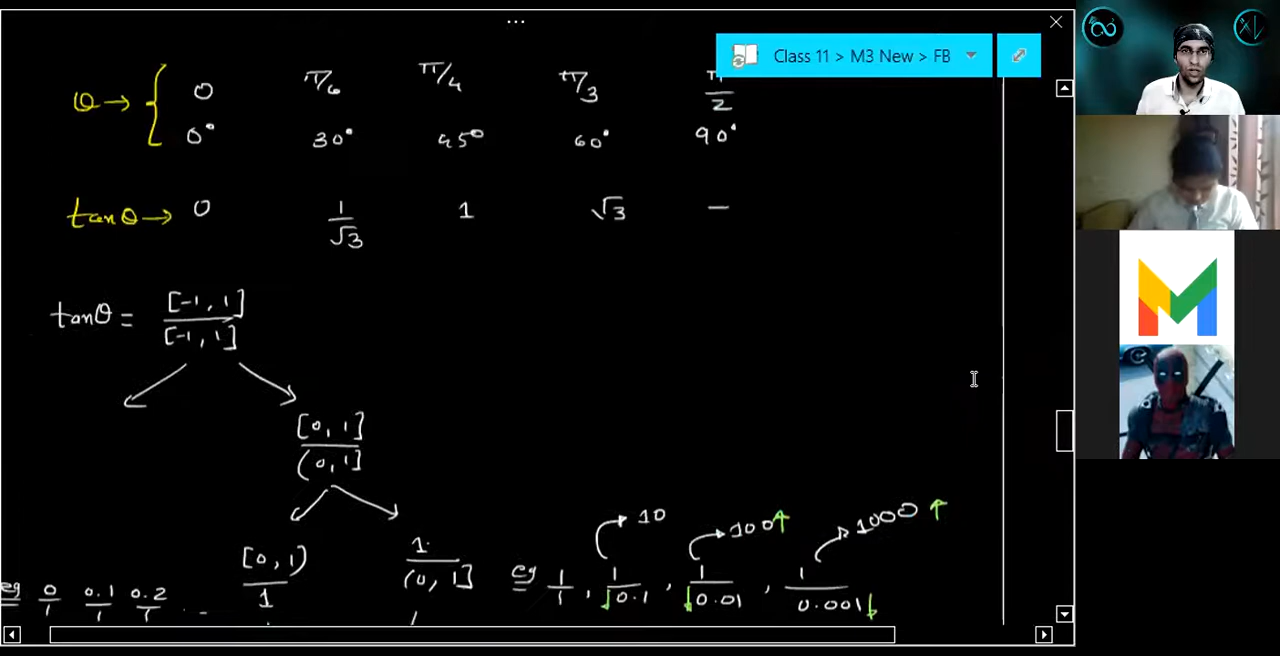 Class 11 > M3 New > FB
θ → { 0 π/6 π/4 π/3 π/2
0° 30° 45° 60° 90°
tanθ → 0 1/√3 1 √3 —
tanθ = [-1, 1] / [-1, 1]
[0, 1] / (0, 1]
10 100↑ 1000 ↑
[0, 1) / 1 1 / (0, 1] eg 1/1 , 1/0.1 , 1/0.01 , 1/0.001
eg 0/1 0.1/1 0.2/1 --